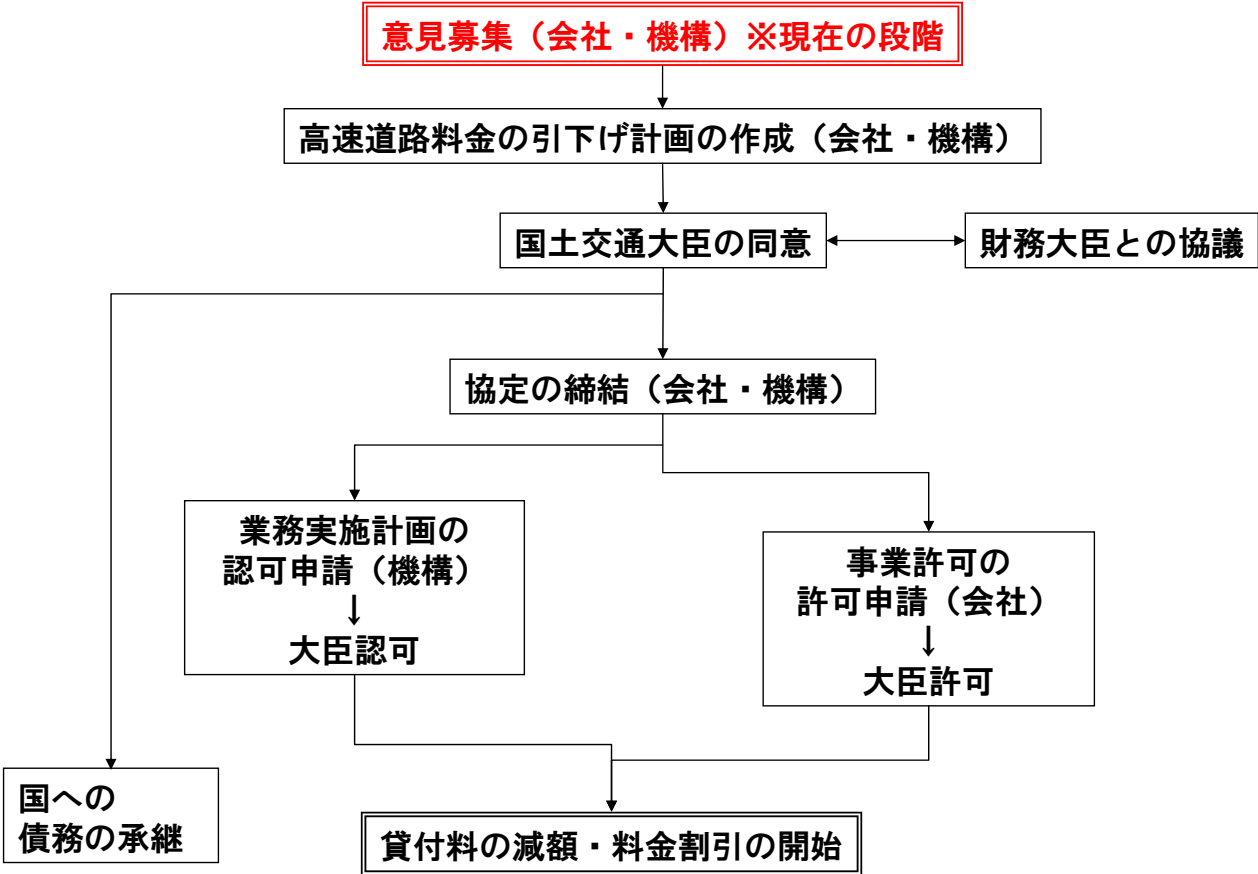 意見募集（会社・機構）※現在の段階
高速道路料金の引下げ計画の作成（会社・機構）
国土交通大臣の同意
財務大臣との協議
協定の締結（会社・機構）
業務実施計画の
認可申請（機構）
↓
大臣認可
事業許可の
許可申請（会社）
↓
大臣許可
国への
債務の承継
貸付料の減額・料金割引の開始